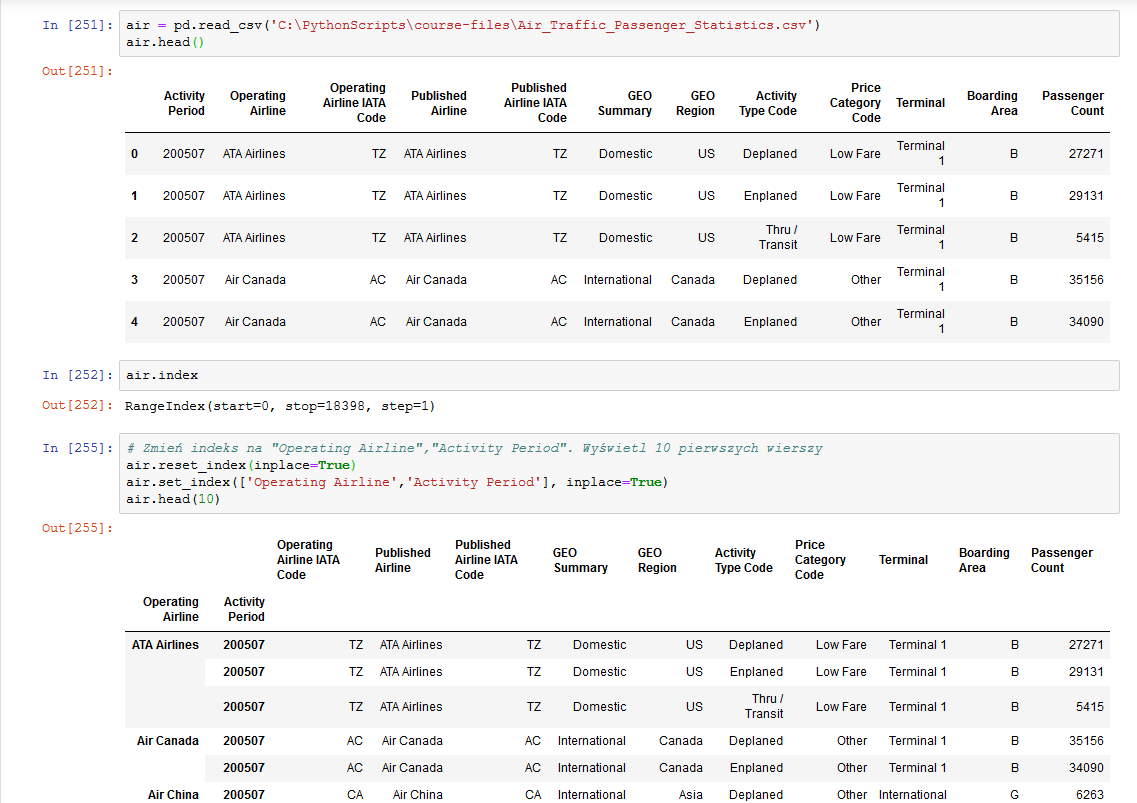 In [251]: air = pd.read_csv('C:\PythonScripts\course-files\Air_Traffic_Passenger_Statistics.csv')
air.head()
Out[251]:
Activity Period Operating Airline Operating Airline IATA Code Published Airline Published Airline IATA Code GEO Summary GEO Region Activity Type Code Price Category Code Terminal Boarding Area Passenger Count
0 200507 ATA Airlines TZ ATA Airlines TZ Domestic US Deplaned Low Fare Terminal 1 B 27271
1 200507 ATA Airlines TZ ATA Airlines TZ Domestic US Enplaned Low Fare Terminal 1 B 29131
2 200507 ATA Airlines TZ ATA Airlines TZ Domestic US Thru / Transit Low Fare Terminal 1 B 5415
3 200507 Air Canada AC Air Canada AC International Canada Deplaned Other Terminal 1 B 35156
4 200507 Air Canada AC Air Canada AC International Canada Enplaned Other Terminal 1 B 34090
In [252]: air.index
Out[252]: RangeIndex(start=0, stop=18398, step=1)
In [255]: # Zmień indeks na "Operating Airline","Activity Period". Wyświetl 10 pierwszych wierszy
air.reset_index(inplace=True)
air.set_index(['Operating Airline','Activity Period'], inplace=True)
air.head(10)
Out[255]:
Operating Airline IATA Code Published Airline Published Airline IATA Code GEO Summary GEO Region Activity Type Code Price Category Code Terminal Boarding Area Passenger Count
Operating Airline Activity Period
ATA Airlines 200507 TZ ATA Airlines TZ Domestic US Deplaned Low Fare Terminal 1 B 27271
200507 TZ ATA Airlines TZ Domestic US Enplaned Low Fare Terminal 1 B 29131
200507 TZ ATA Airlines TZ Domestic US Thru / Transit Low Fare Terminal 1 B 5415
Air Canada 200507 AC Air Canada AC International Canada Deplaned Other Terminal 1 B 35156
200507 AC Air Canada AC International Canada Enplaned Other Terminal 1 B 34090
Air China 200507 CA Air China CA International Asia Deplaned Other International G 6263